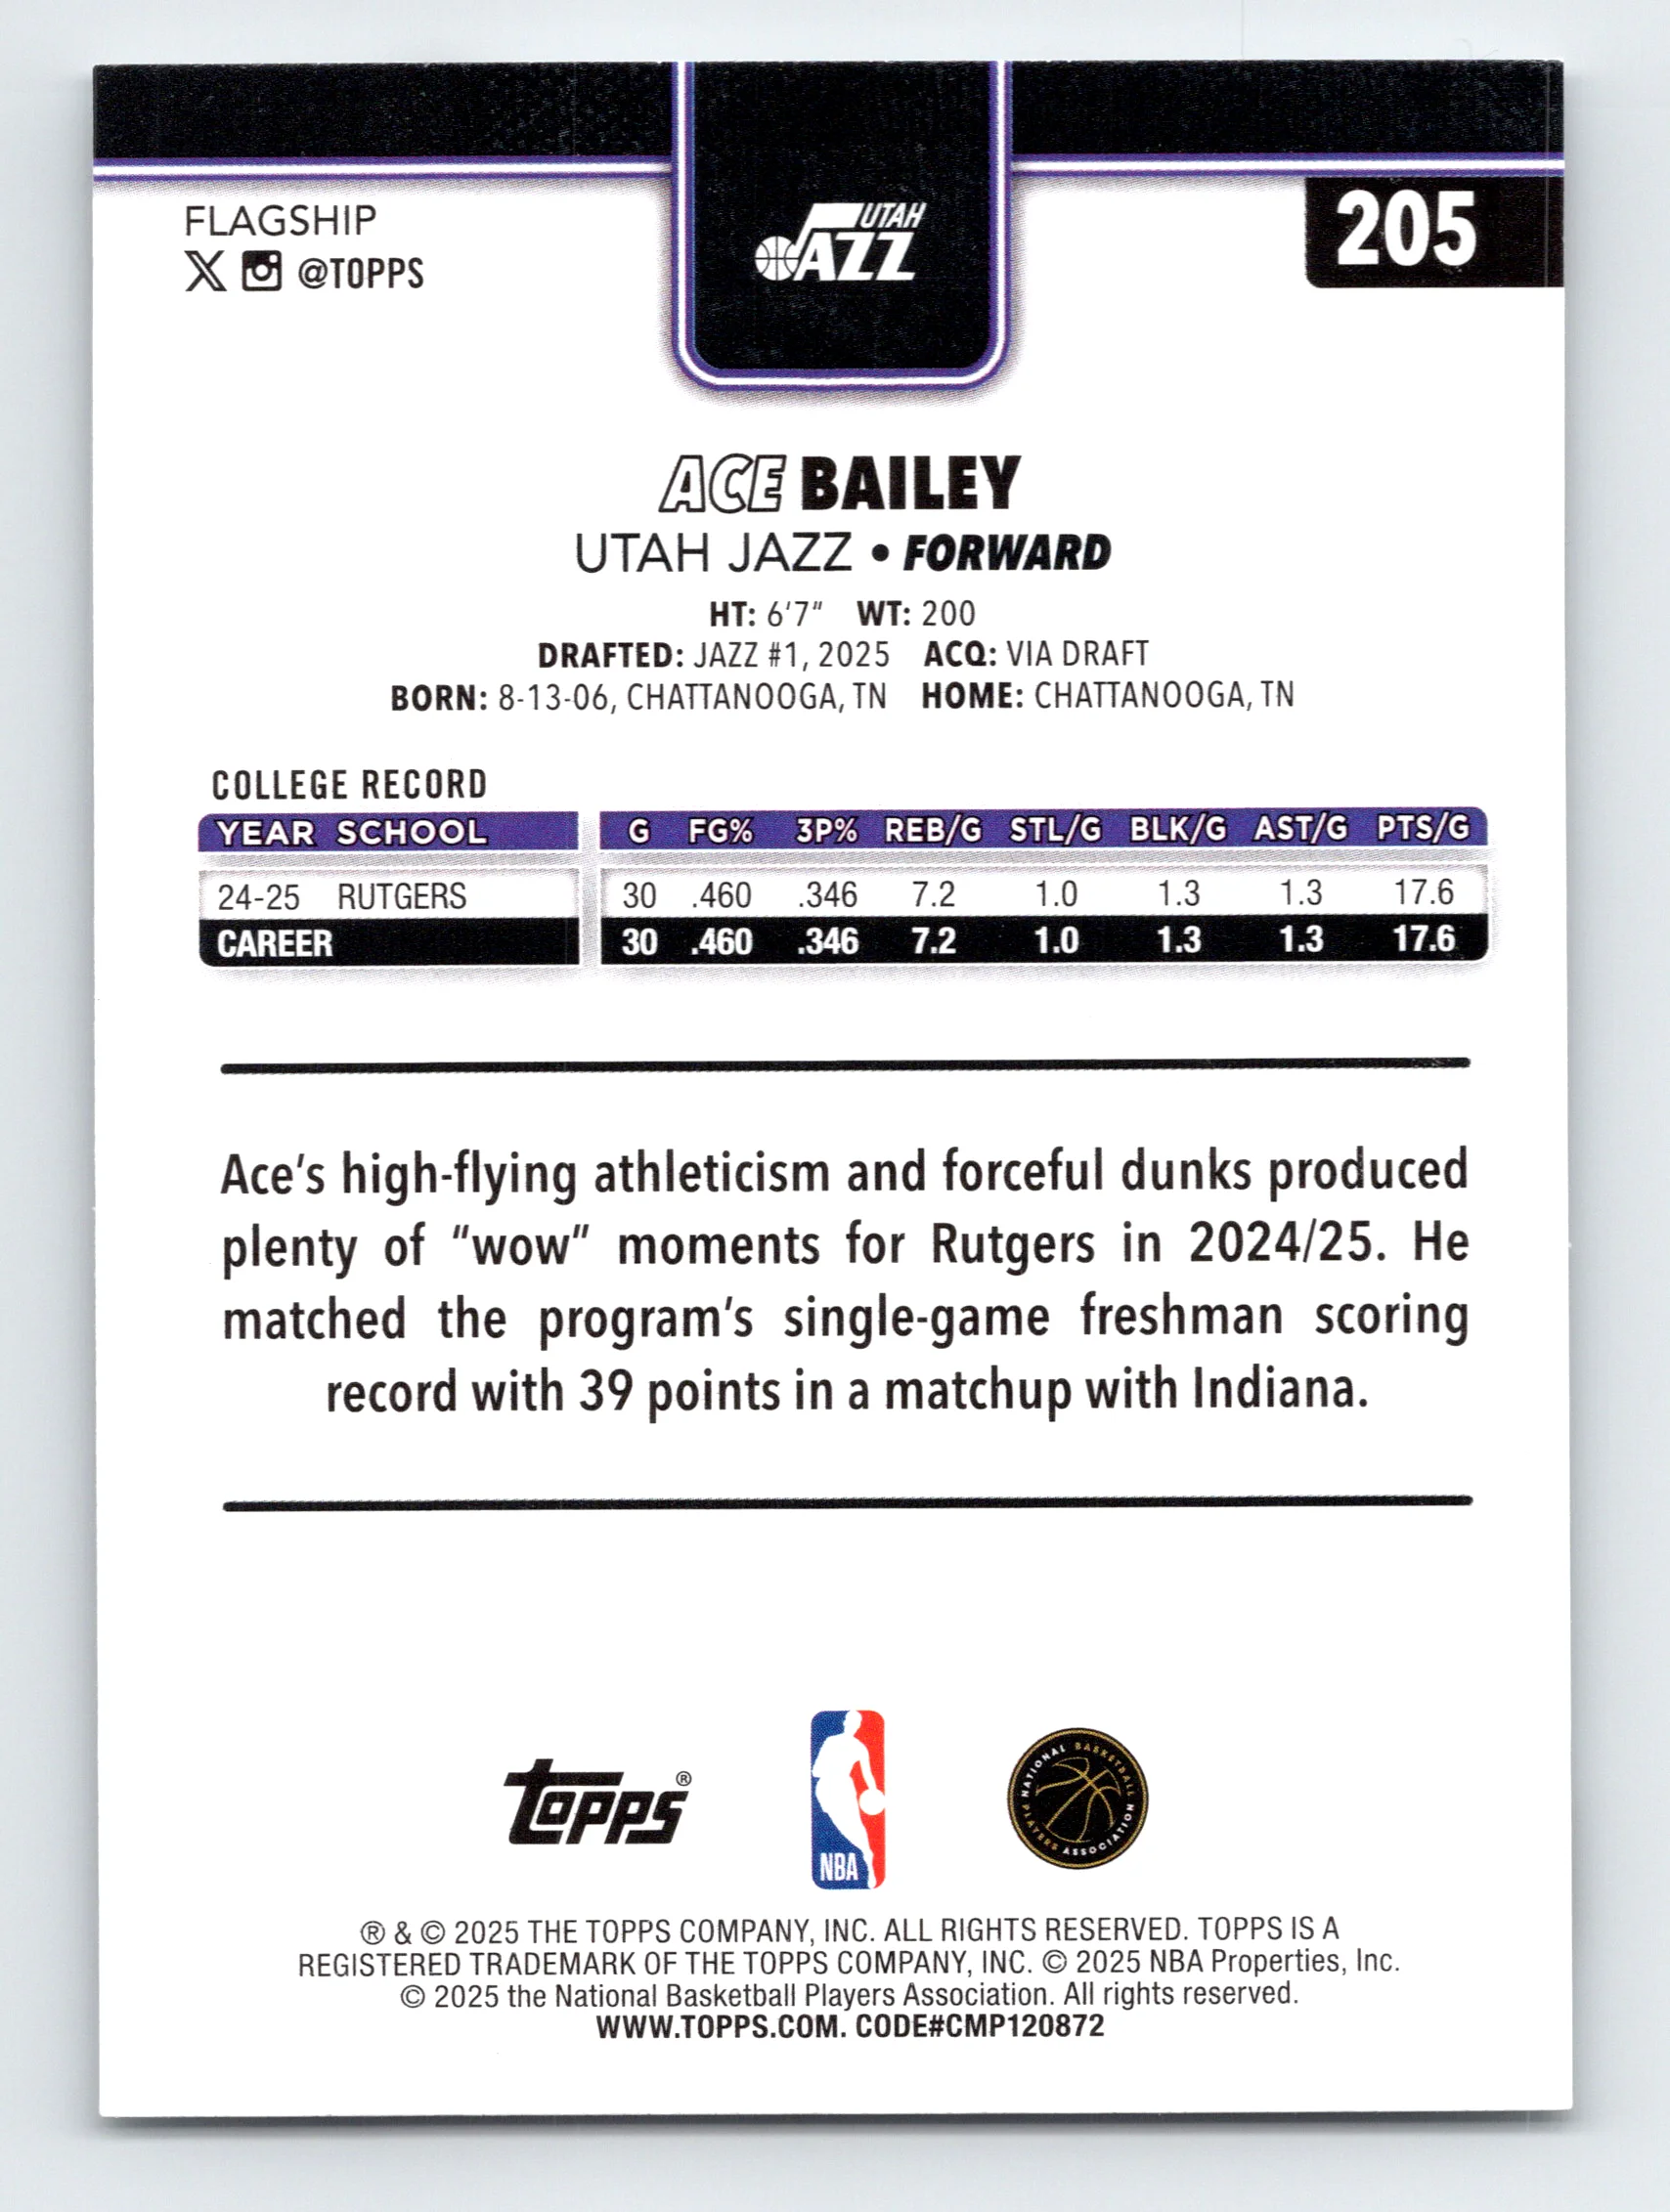 UTAH
JAZZ
205
FLAGSHIP
@TOPPS
ACE BAILEY
UTAH JAZZ • FORWARD
HT: 6'7" WT: 200
DRAFTED: JAZZ #1, 2025 ACQ: VIA DRAFT
BORN: 8-13-06, CHATTANOOGA, TN HOME: CHATTANOOGA, TN
COLLEGE RECORD
YEAR SCHOOL G FG% 3P% REB/G STL/G BLK/G AST/G PTS/G
24-25 RUTGERS 30 .460 .346 7.2 1.0 1.3 1.3 17.6
CAREER 30 .460 .346 7.2 1.0 1.3 1.3 17.6
Ace's high-flying athleticism and forceful dunks produced
plenty of "wow" moments for Rutgers in 2024/25. He
matched the program's single-game freshman scoring
record with 39 points in a matchup with Indiana.
topps®
NBA
NATIONAL BASKETBALL PLAYERS ASSOCIATION
® & © 2025 THE TOPPS COMPANY, INC. ALL RIGHTS RESERVED. TOPPS IS A
REGISTERED TRADEMARK OF THE TOPPS COMPANY, INC. © 2025 NBA Properties, Inc.
© 2025 the National Basketball Players Association. All rights reserved.
WWW.TOPPS.COM. CODE#CMP120872